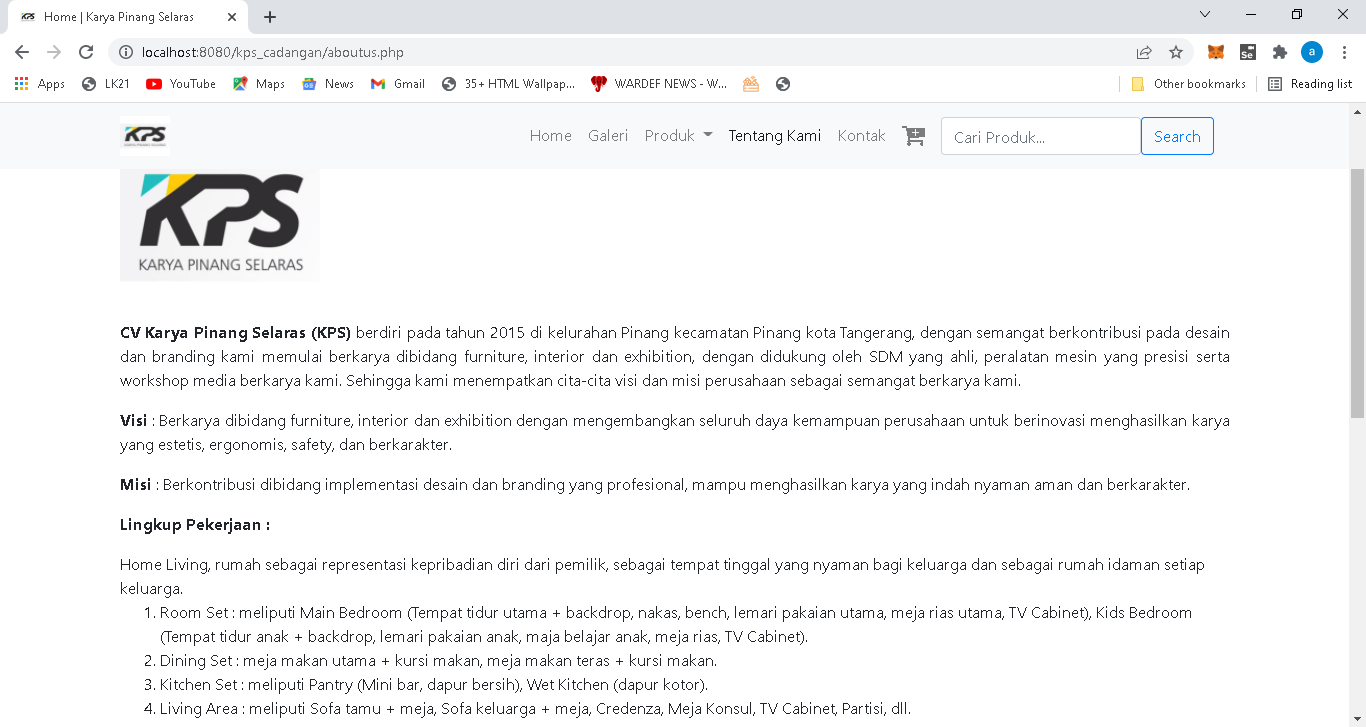 Home | Karya Pinang Selaras
localhost:8080/kps_cadangan/aboutus.php
Se
a
Apps LK21 YouTube Maps News Gmail 35+ HTML Wallpap... WARDEF NEWS - W... Other bookmarks Reading list
KPS
Home Galeri Produk Tentang Kami Kontak Cari Produk... Search
KPS
KARYA PINANG SELARAS
CV Karya Pinang Selaras (KPS) berdiri pada tahun 2015 di kelurahan Pinang kecamatan Pinang kota Tangerang, dengan semangat berkontribusi pada desain
dan branding kami memulai berkarya dibidang furniture, interior dan exhibition, dengan didukung oleh SDM yang ahli, peralatan mesin yang presisi serta
workshop media berkarya kami. Sehingga kami menempatkan cita-cita visi dan misi perusahaan sebagai semangat berkarya kami.
Visi : Berkarya dibidang furniture, interior dan exhibition dengan mengembangkan seluruh daya kemampuan perusahaan untuk berinovasi menghasilkan karya
yang estetis, ergonomis, safety, dan berkarakter.
Misi : Berkontribusi dibidang implementasi desain dan branding yang profesional, mampu menghasilkan karya yang indah nyaman aman dan berkarakter.
Lingkup Pekerjaan :
Home Living, rumah sebagai representasi kepribadian diri dari pemilik, sebagai tempat tinggal yang nyaman bagi keluarga dan sebagai rumah idaman setiap
keluarga.
1. Room Set : meliputi Main Bedroom (Tempat tidur utama + backdrop, nakas, bench, lemari pakaian utama, meja rias utama, TV Cabinet), Kids Bedroom
(Tempat tidur anak + backdrop, lemari pakaian anak, maja belajar anak, meja rias, TV Cabinet).
2. Dining Set : meja makan utama + kursi makan, meja makan teras + kursi makan.
3. Kitchen Set : meliputi Pantry (Mini bar, dapur bersih), Wet Kitchen (dapur kotor).
4. Living Area : meliputi Sofa tamu + meja, Sofa keluarga + meja, Credenza, Meja Konsul, TV Cabinet, Partisi, dll.